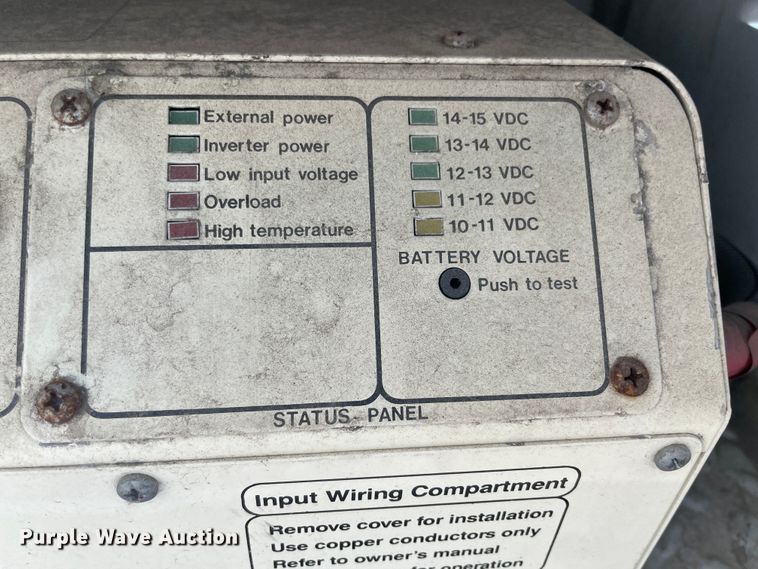 External power
Inverter power
Low input voltage
Overload
High temperature
14-15 VDC
13-14 VDC
12-13 VDC
11-12 VDC
10-11 VDC
BATTERY VOLTAGE
Push to test
STATUS PANEL
Input Wiring Compartment
Remove cover for installation
Use copper conductors only
Refer to owner's manual
for operation
Purple Wave Auction